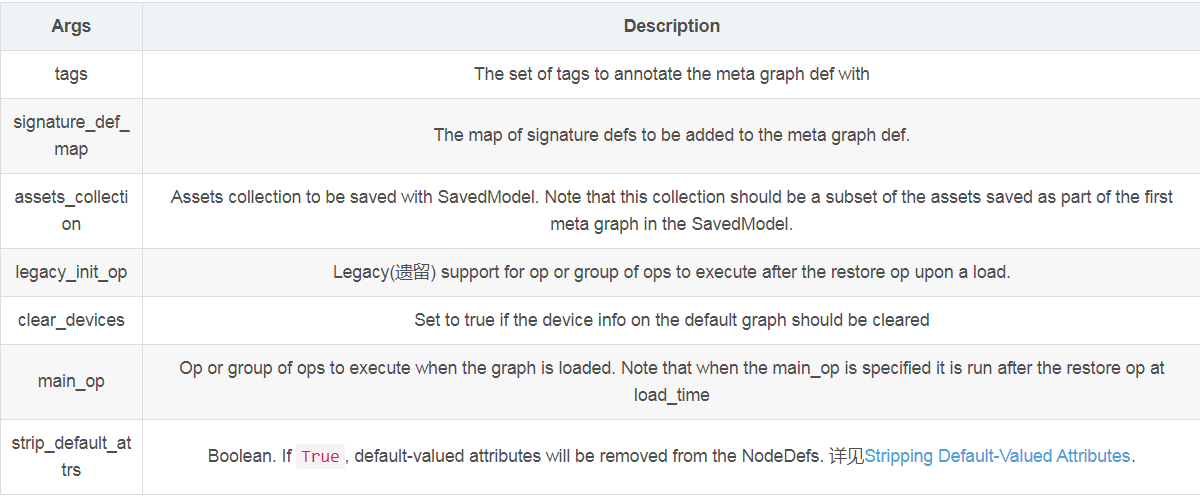 Args Description
tags The set of tags to annotate the meta graph def with
signature_def_
map
The map of signature defs to be added to the meta graph def.
assets_collecti
on
Assets collection to be saved with SavedModel. Note that this collection should be a subset of the assets saved as part of the first
meta graph in the SavedModel.
legacy_init_op Legacy(遗留) support for op or group of ops to execute after the restore op upon a load.
clear_devices Set to true if the device info on the default graph should be cleared
main_op
Op or group of ops to execute when the graph is loaded. Note that when the main_op is specified it is run after the restore op at
load_time
strip_default_at
trs
Boolean. If True, default-valued attributes will be removed from the NodeDefs. 详见Stripping Default-Valued Attributes.